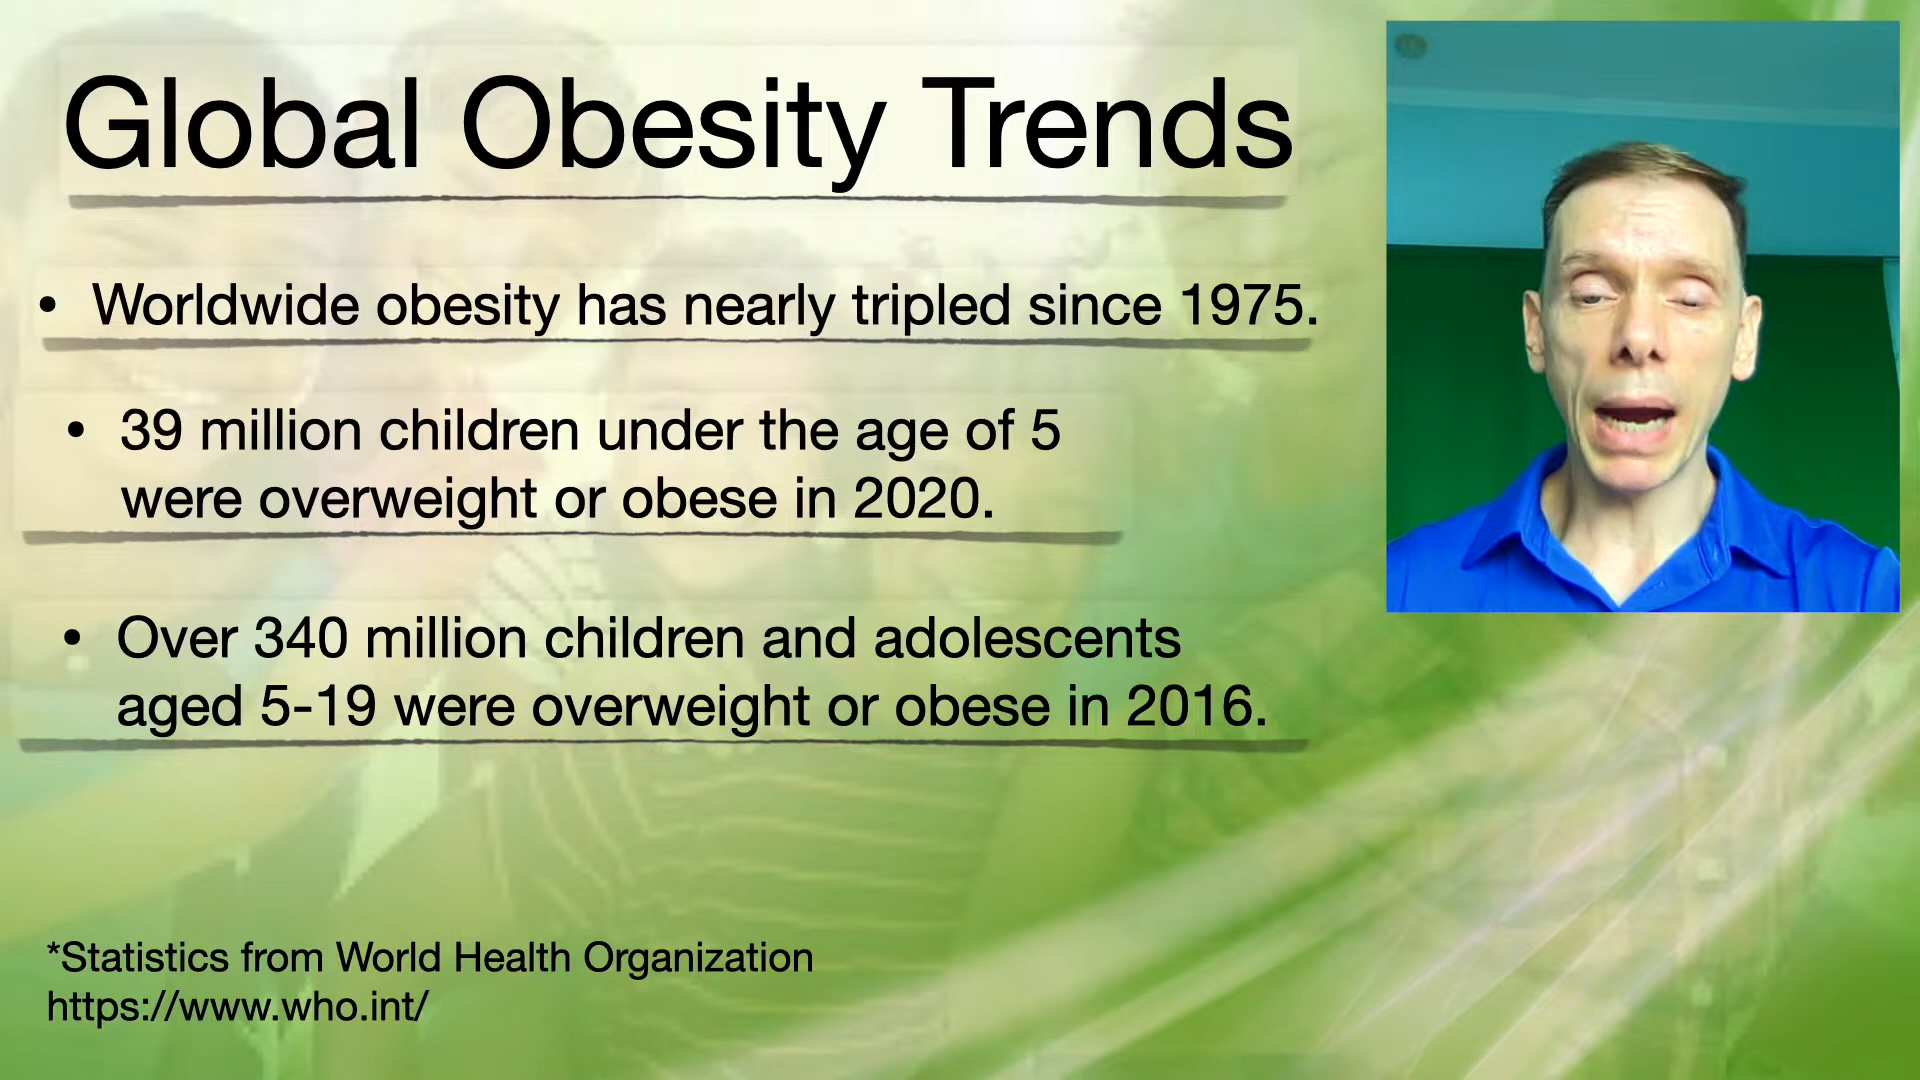 Global Obesity Trends
• Worldwide obesity has nearly tripled since 1975.
• 39 million children under the age of 5
were overweight or obese in 2020.
• Over 340 million children and adolescents
aged 5-19 were overweight or obese in 2016.
*Statistics from World Health Organization
https://www.who.int/